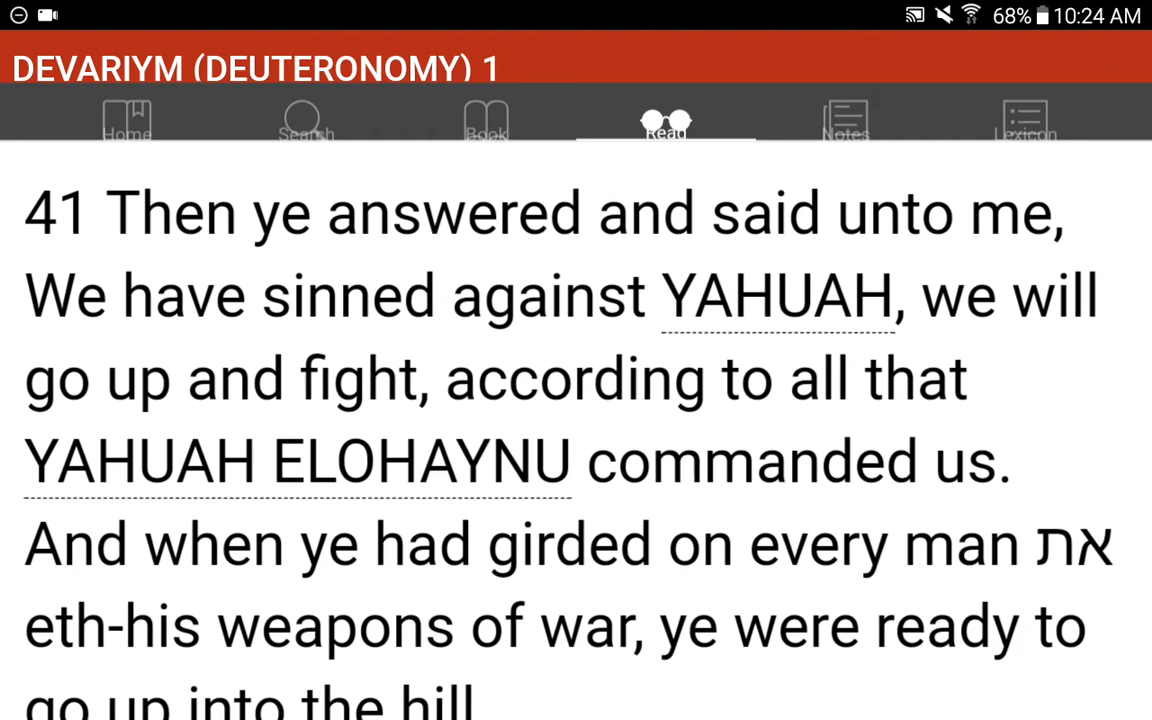 68% 10:24 AM
DEVARIYM (DEUTERONOMY) 1
Home Search Book Read Notes Lexicon
41 Then ye answered and said unto me,
We have sinned against YAHUAH, we will
go up and fight, according to all that
YAHUAH ELOHAYNU commanded us.
And when ye had girded on every man את
eth-his weapons of war, ye were ready to
go up into the hill